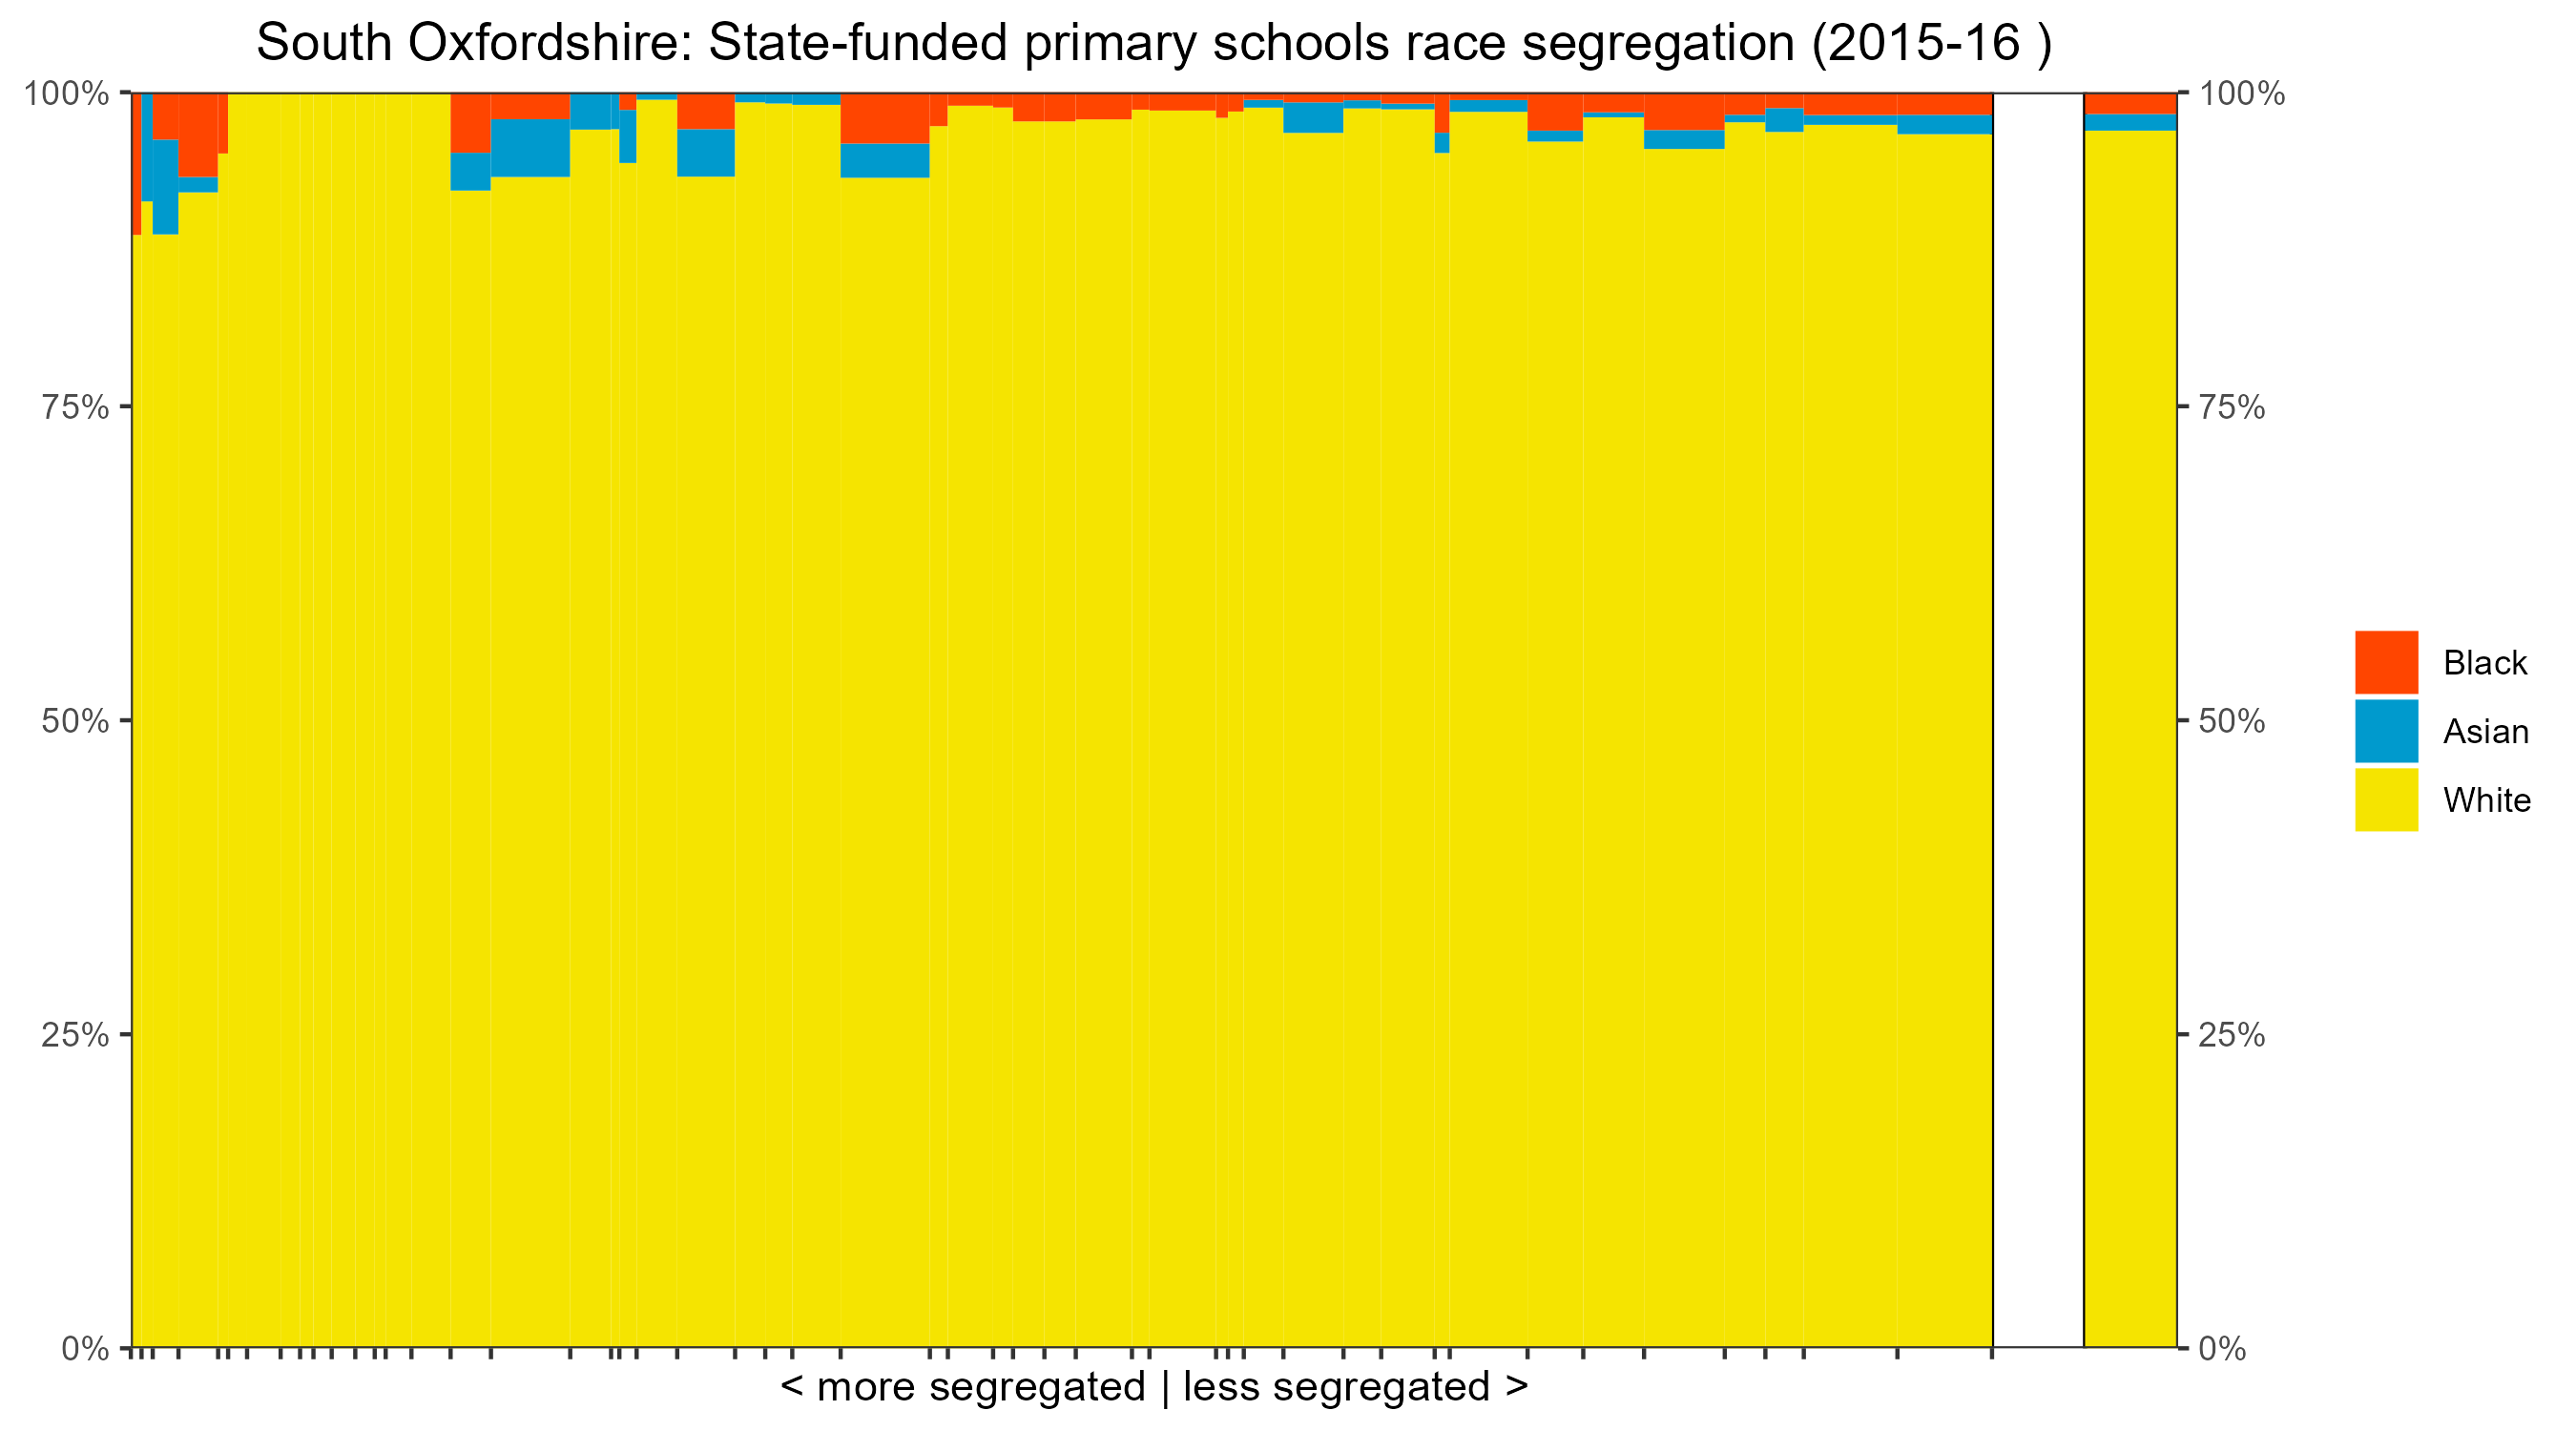 South Oxfordshire: State-funded primary schools race segregation (2015-16 )
100%
75%
50%
25%
0%
100%
75%
50%
25%
0%
Black
Asian
White
< more segregated | less segregated >